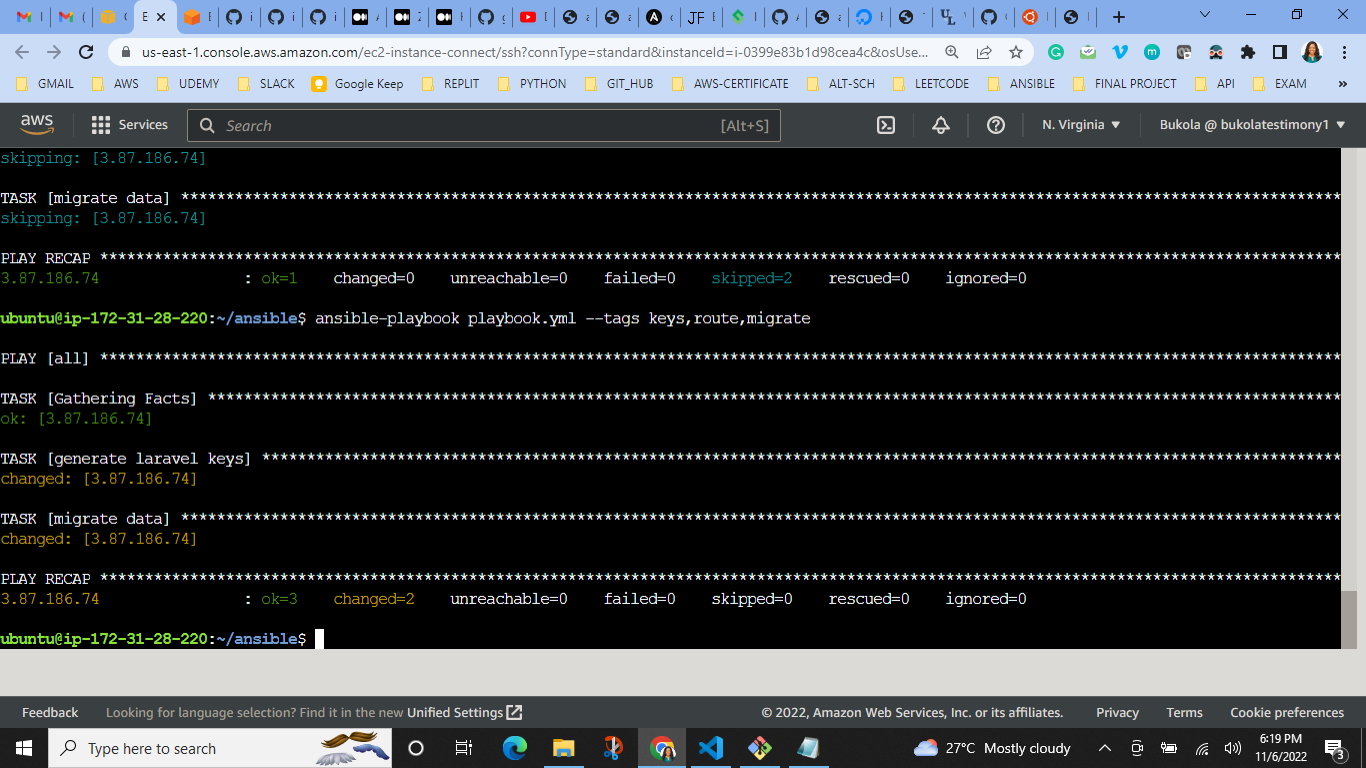 us-east-1.console.aws.amazon.com/ec2-instance-connect/ssh?connType=standard&instanceId=i-0399e83b1d98cea4c&osUse...
GMAIL AWS UDEMY SLACK Google Keep REPLIT PYTHON GIT_HUB AWS-CERTIFICATE ALT-SCH LEETCODE ANSIBLE FINAL PROJECT API EXAM »
aws Services Search [Alt+S] N. Virginia Bukola @ bukolatestimony1
skipping: [3.87.186.74]
TASK [migrate data] *****************************************************************************************************************************
skipping: [3.87.186.74]
PLAY RECAP **************************************************************************************************************************************
3.87.186.74 : ok=1 changed=0 unreachable=0 failed=0 skipped=2 rescued=0 ignored=0
ubuntu@ip-172-31-28-220:~/ansible$ ansible-playbook playbook.yml --tags keys,route,migrate
PLAY [all] **************************************************************************************************************************************
TASK [Gathering Facts] **************************************************************************************************************************
ok: [3.87.186.74]
TASK [generate laravel keys] ********************************************************************************************************************
changed: [3.87.186.74]
TASK [migrate data] *****************************************************************************************************************************
changed: [3.87.186.74]
PLAY RECAP **************************************************************************************************************************************
3.87.186.74 : ok=3 changed=2 unreachable=0 failed=0 skipped=0 rescued=0 ignored=0
ubuntu@ip-172-31-28-220:~/ansible$
Feedback Looking for language selection? Find it in the new Unified Settings © 2022, Amazon Web Services, Inc. or its affiliates. Privacy Terms Cookie preferences
Type here to search 27°C Mostly cloudy 6:19 PM
11/6/2022 3